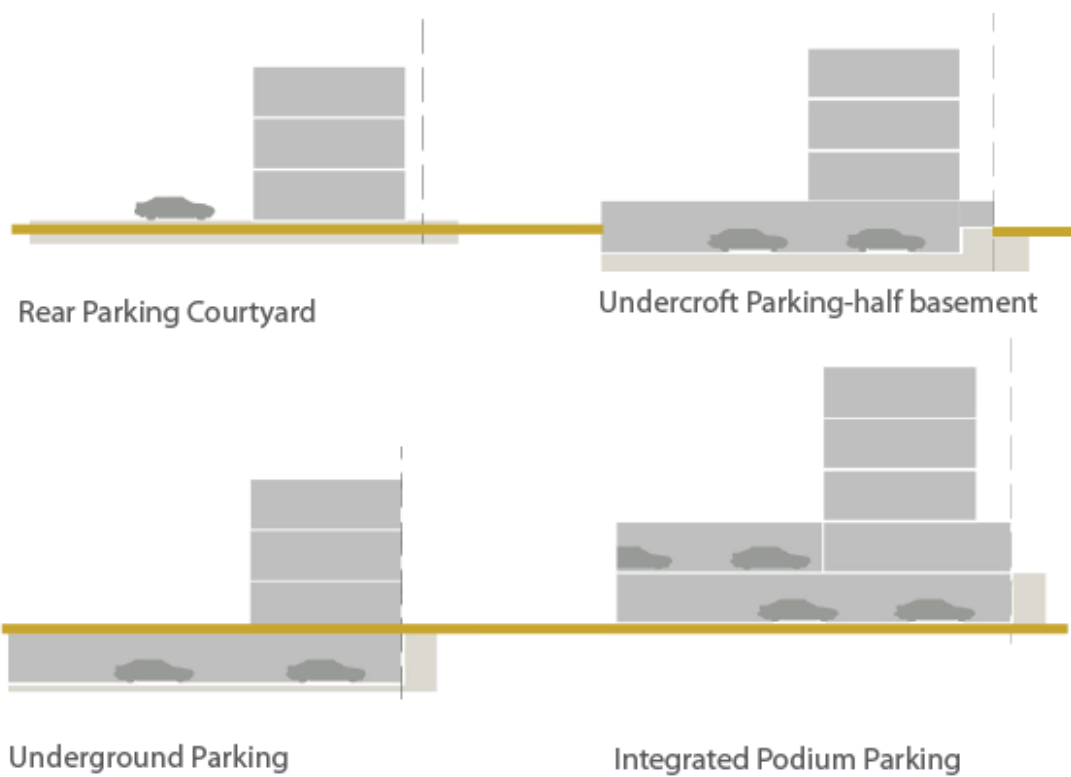 Rear Parking Courtyard
Undercroft Parking-half basement
Underground Parking
Integrated Podium Parking